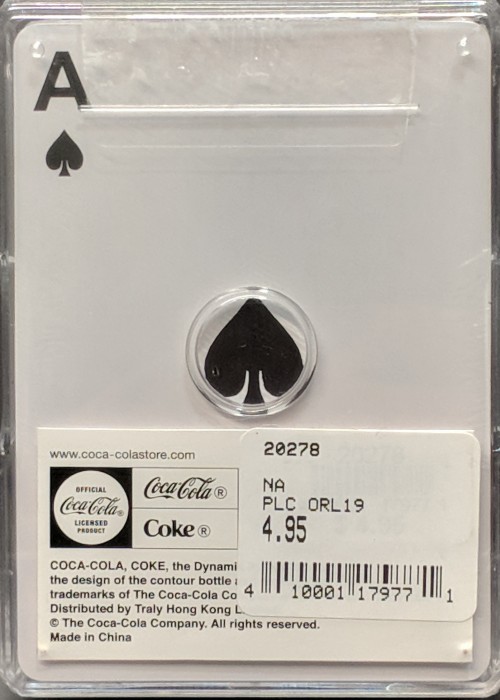 A
www.coca-colastore.com
OFFICIAL
Coca-Cola®
LICENSED
PRODUCT
Coca-Cola®
Coke®
COCA-COLA, COKE, the Dynami
the design of the contour bottle
trademarks of The Coca-Cola Co
Distributed by Traly Hong Kong L
© The Coca-Cola Company. All rights reserved.
Made in China
20278
NA
PLC ORL19
4.95
4 10001 17977 1